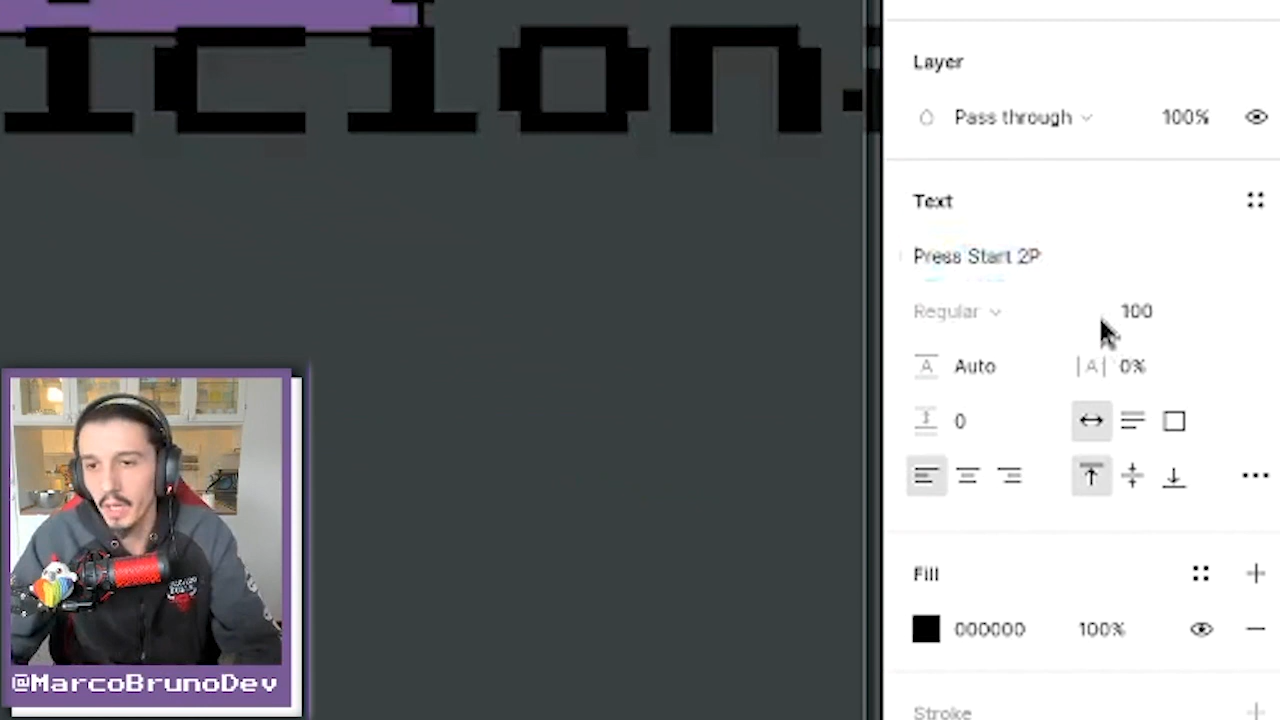 icion.
Layer
Pass through 100%
Text
Press Start 2P
Regular 100
A Auto |A| 0%
0
Fill
000000 100%
Stroke
@MarcoBrunoDev